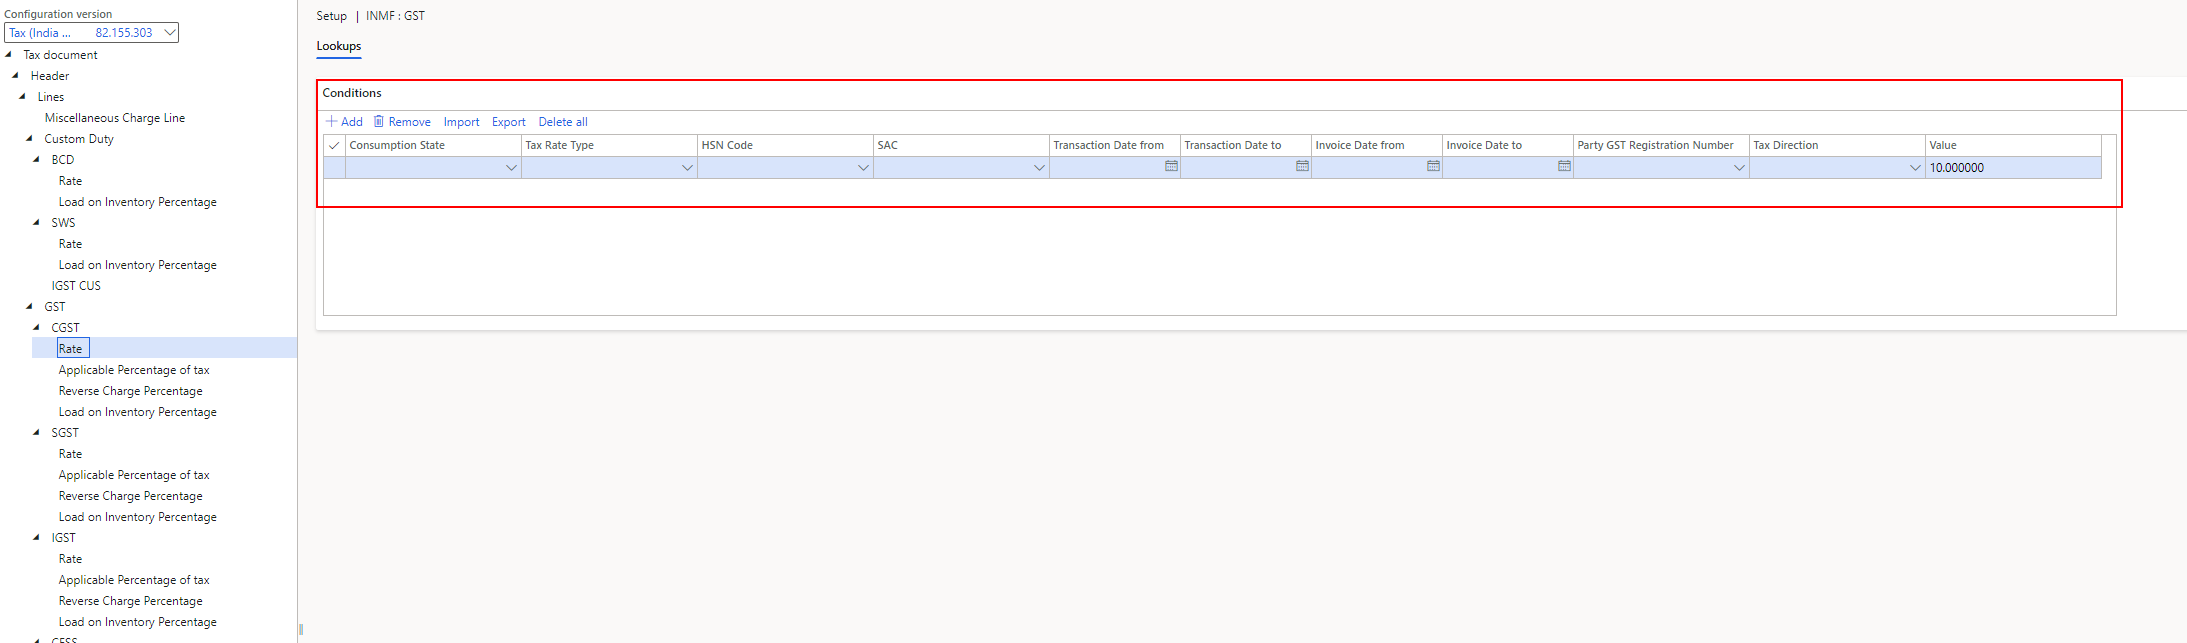 Configuration version
Tax (India ... 82.155.303
Tax document
Header
Lines
Miscellaneous Charge Line
Custom Duty
BCD
Rate
Load on Inventory Percentage
SWS
Rate
Load on Inventory Percentage
IGST CUS
GST
CGST
Rate
Applicable Percentage of tax
Reverse Charge Percentage
Load on Inventory Percentage
SGST
Rate
Applicable Percentage of tax
Reverse Charge Percentage
Load on Inventory Percentage
IGST
Rate
Applicable Percentage of tax
Reverse Charge Percentage
Load on Inventory Percentage
CESS
Setup | INMF : GST
Lookups
Conditions
Add Remove Import Export Delete all
Consumption State Tax Rate Type HSN Code SAC Transaction Date from Transaction Date to Invoice Date from Invoice Date to Party GST Registration Number Tax Direction Value
10.000000